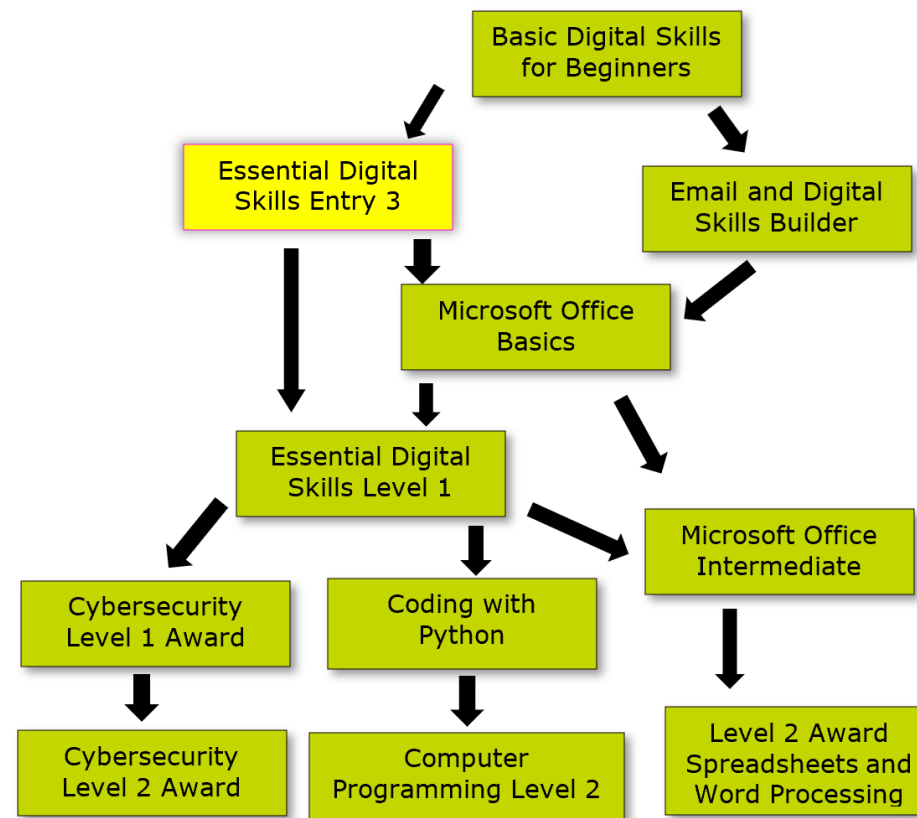 Basic Digital Skills
for Beginners
Essential Digital
Skills Entry 3
Email and Digital
Skills Builder
Microsoft Office
Basics
Essential Digital
Skills Level 1
Microsoft Office
Intermediate
Cybersecurity
Level 1 Award
Coding with
Python
Cybersecurity
Level 2 Award
Computer
Programming Level 2
Level 2 Award
Spreadsheets and
Word Processing